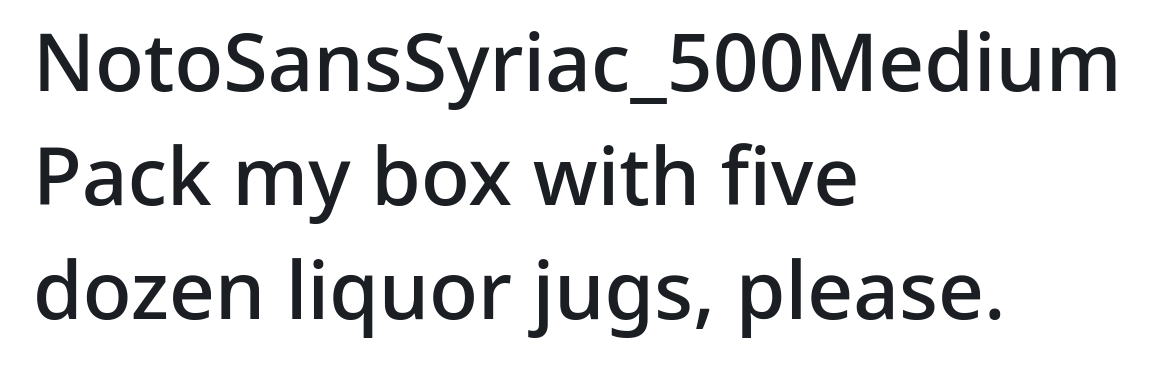 NotoSansSyriac_500Medium
Pack my box with five
dozen liquor jugs, please.